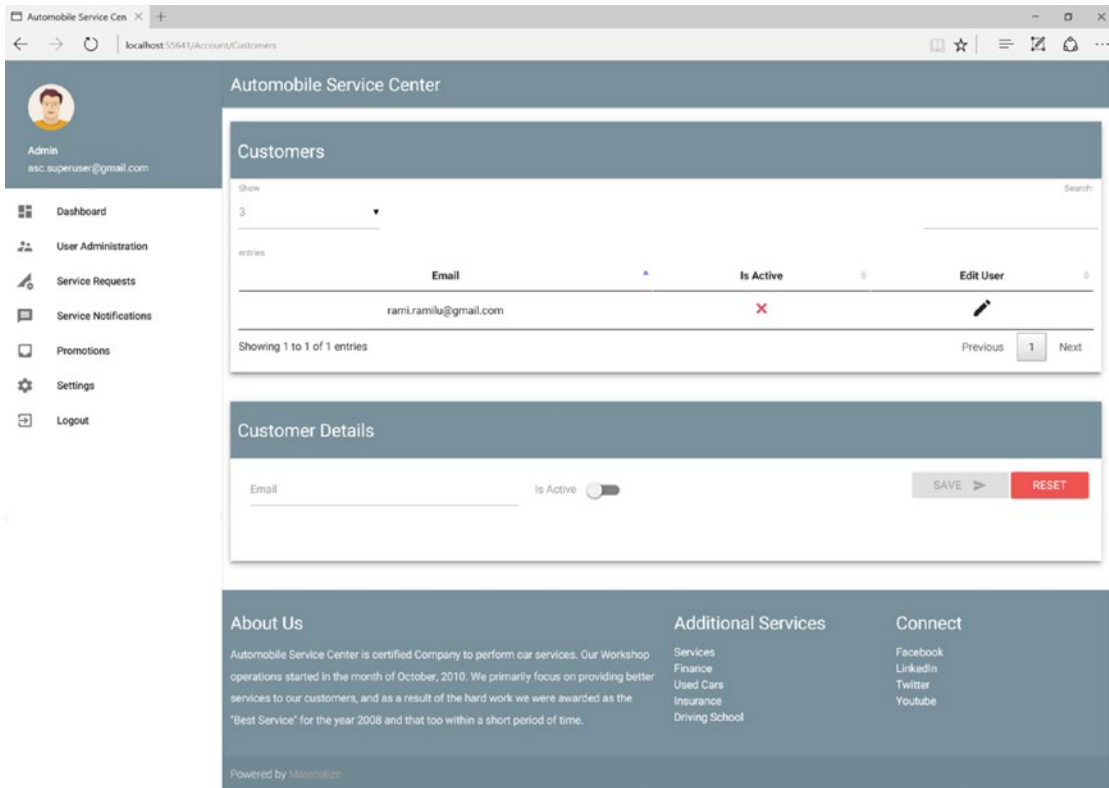 Automobile Service Cen
localhost:55641/Account/Customers
Automobile Service Center
Admin
asc.superuser@gmail.com
Dashboard
User Administration
Service Requests
Service Notifications
Promotions
Settings
Logout
Customers
Show
Search:
3
entries
Email Is Active Edit User
rami.ramilu@gmail.com
Showing 1 to 1 of 1 entries
Previous 1 Next
Customer Details
Email Is Active SAVE RESET
About Us
Automobile Service Center is certified Company to perform car services. Our Workshop
operations started in the month of October, 2010. We primarily focus on providing better
services to our customers, and as a result of the hard work we were awarded as the
"Best Service" for the year 2008 and that too within a short period of time.
Additional Services
Services
Finance
Used Cars
Insurance
Driving School
Connect
Facebook
LinkedIn
Twitter
Youtube
Powered by Materialize